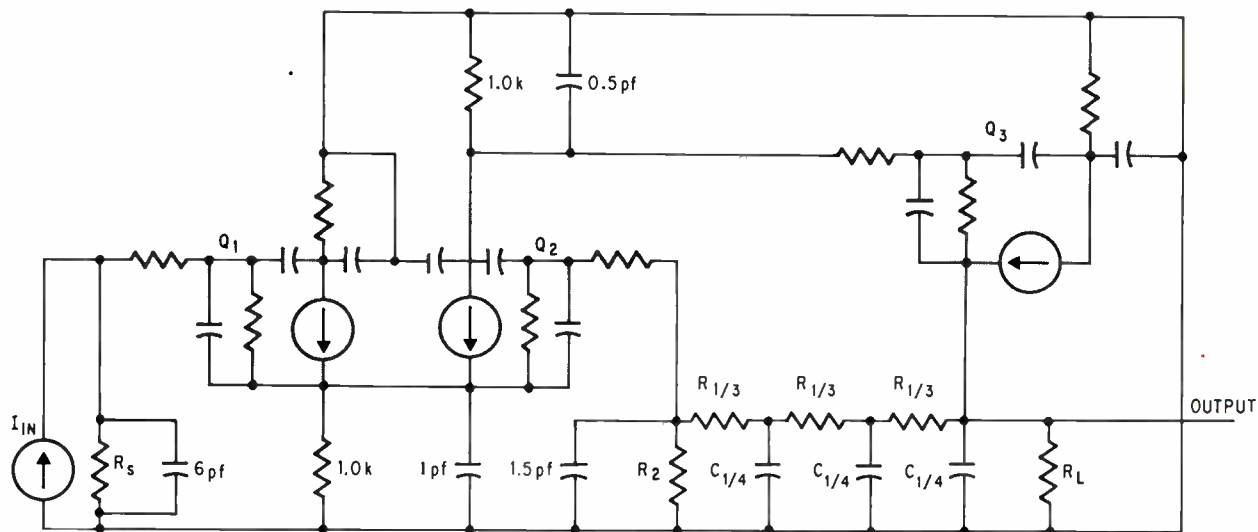 1.0k
0.5pf
Q3
Q1
Q2
IIN
RS
6pf
1.0k
1pf
1.5pf
R2
R1/3
R1/3
R1/3
C1/4
C1/4
C1/4
RL
OUTPUT